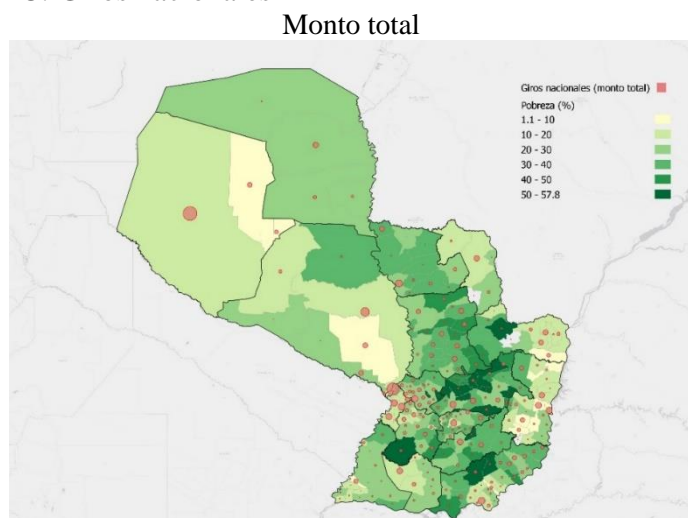 Monto total
Giros nacionales (monto total)
Pobreza (%)
1.1 - 10
10 - 20
20 - 30
30 - 40
40 - 50
50 - 57.8